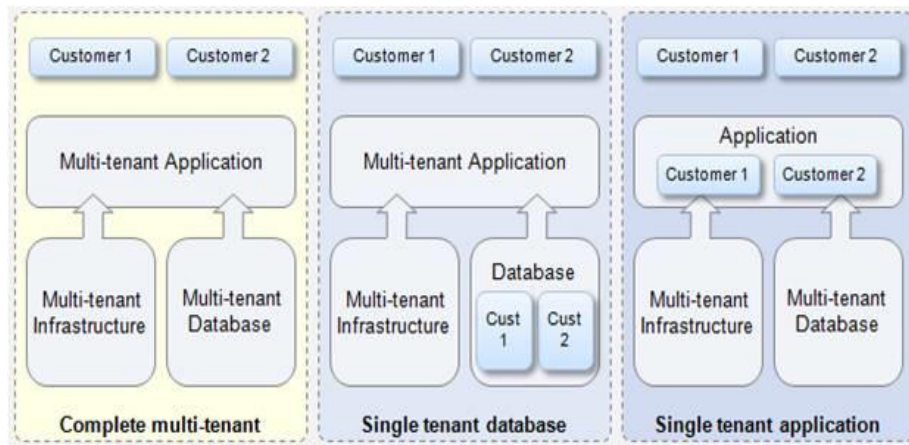 Customer 1
Customer 2
Multi-tenant Application
Multi-tenant
Infrastructure
Multi-tenant
Database
Complete multi-tenant
Customer 1
Customer 2
Multi-tenant Application
Multi-tenant
Infrastructure
Database
Cust
1
Cust
2
Single tenant database
Customer 1
Customer 2
Application
Customer 1
Customer 2
Multi-tenant
Infrastructure
Multi-tenant
Database
Single tenant application